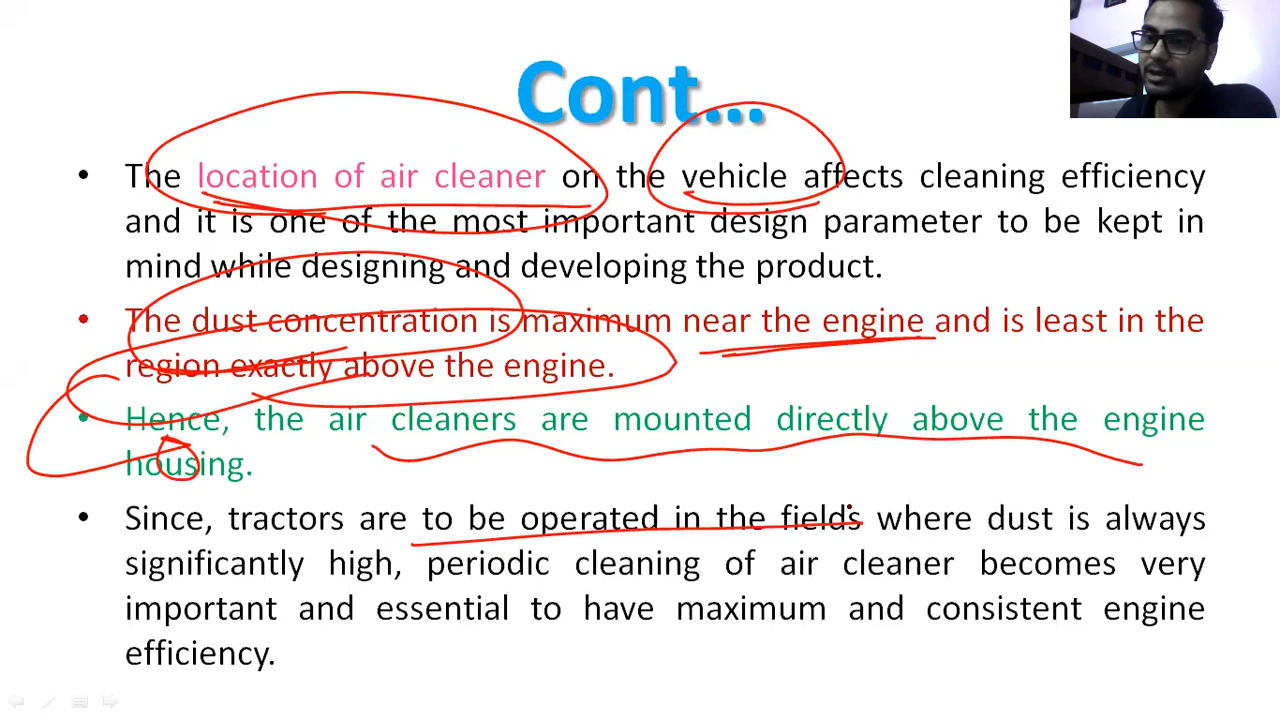 Cont...
• The location of air cleaner on the vehicle affects cleaning efficiency
and it is one of the most important design parameter to be kept in
mind while designing and developing the product.
• The dust concentration is maximum near the engine and is least in the
region exactly above the engine.
• Hence, the air cleaners are mounted directly above the engine
housing.
• Since, tractors are to be operated in the fields where dust is always
significantly high, periodic cleaning of air cleaner becomes very
important and essential to have maximum and consistent engine
efficiency.